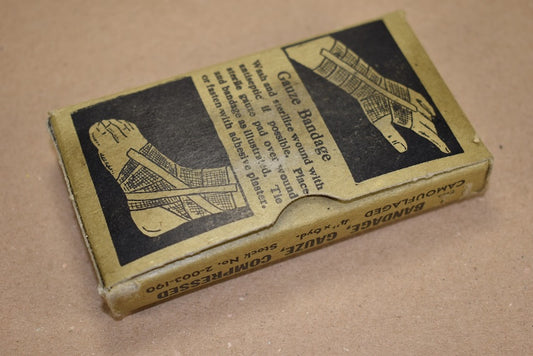 Gauze Bandage
Wash and sterilize wound with
antiseptic if possible. Place
sterile gauze pad over wound
and bandage as illustrated. Tie
or fasten with adhesive plaster.
BANDAGE, GAUZE, COMPRESSED
CAMOUFLAGED
4" x 6yd. Stock No. 2-003-190